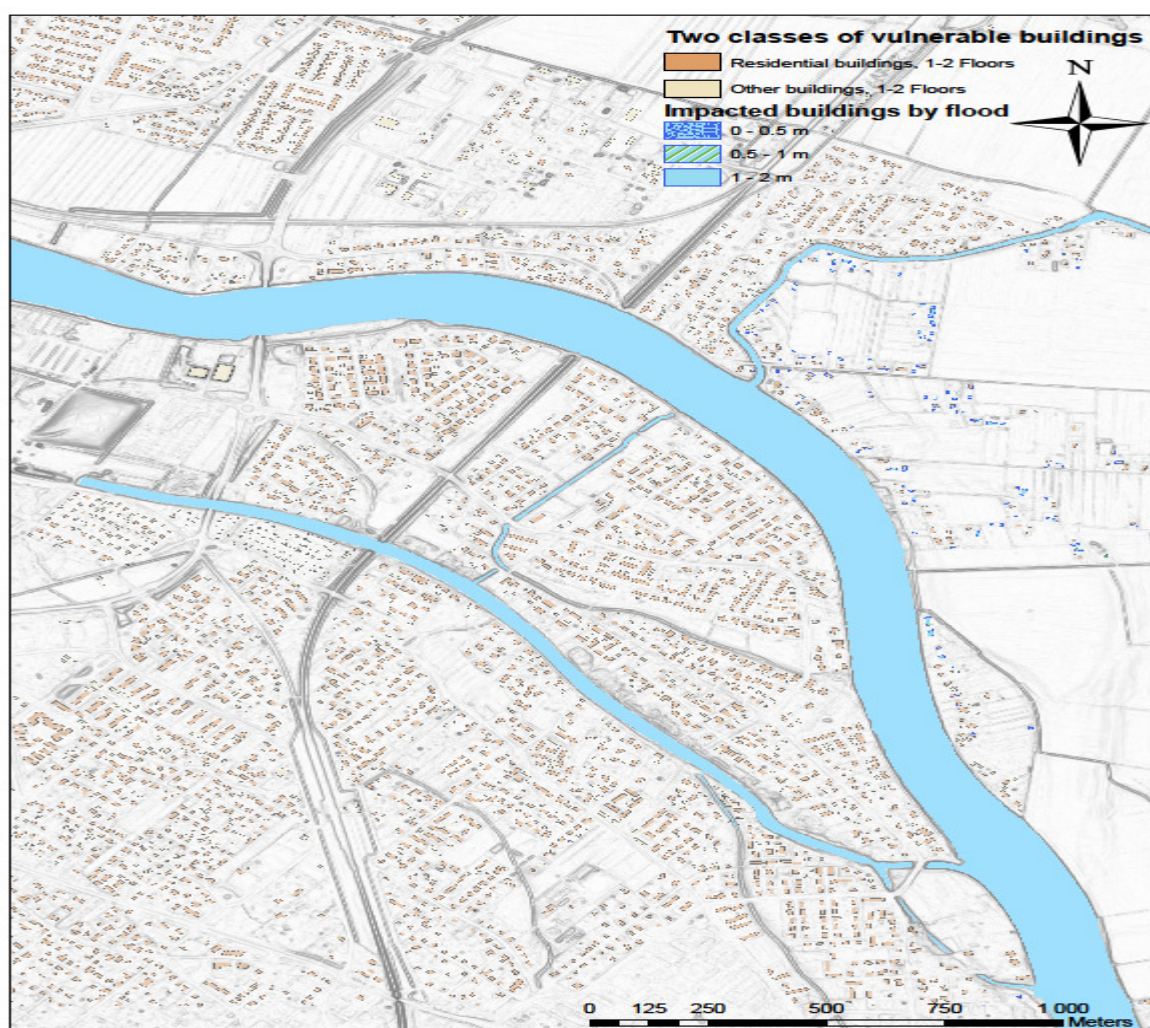 Two classes of vulnerable buildings
Residential buildings, 1-2 Floors
Other buildings, 1-2 Floors
Impacted buildings by flood
0 - 0.5 m
0.5 - 1 m
1 - 2 m
N
0 125 250 500 750 1 000
Meters